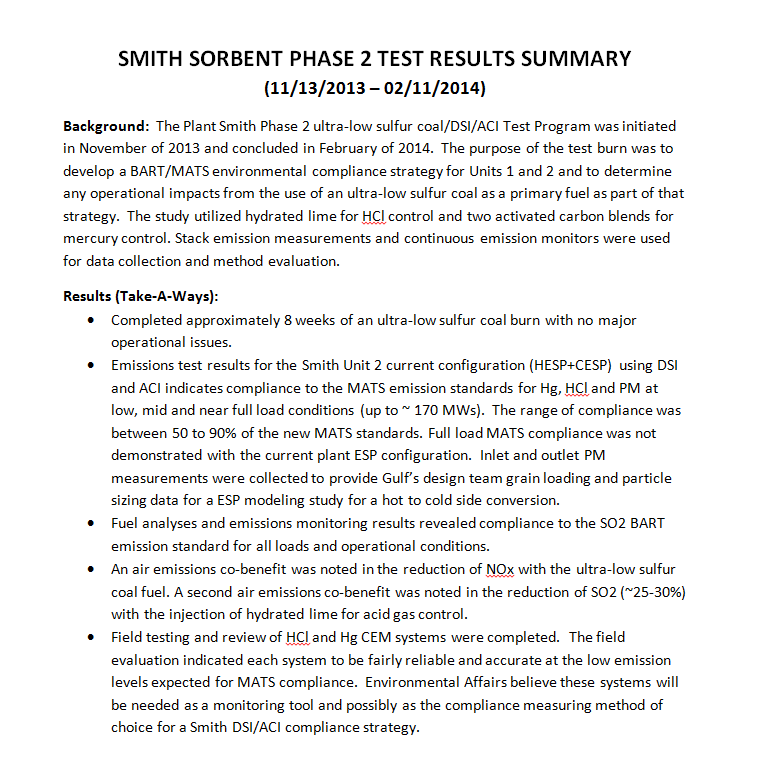 SMITH SORBENT PHASE 2 TEST RESULTS SUMMARY
(11/13/2013 – 02/11/2014)
Background: The Plant Smith Phase 2 ultra-low sulfur coal/DSI/ACI Test Program was initiated
in November of 2013 and concluded in February of 2014. The purpose of the test burn was to
develop a BART/MATS environmental compliance strategy for Units 1 and 2 and to determine
any operational impacts from the use of an ultra-low sulfur coal as a primary fuel as part of that
strategy. The study utilized hydrated lime for HCl control and two activated carbon blends for
mercury control. Stack emission measurements and continuous emission monitors were used
for data collection and method evaluation.
Results (Take-A-Ways):
• Completed approximately 8 weeks of an ultra-low sulfur coal burn with no major
operational issues.
• Emissions test results for the Smith Unit 2 current configuration (HESP+CESP) using DSI
and ACI indicates compliance to the MATS emission standards for Hg, HCl and PM at
low, mid and near full load conditions (up to ~ 170 MWs). The range of compliance was
between 50 to 90% of the new MATS standards. Full load MATS compliance was not
demonstrated with the current plant ESP configuration. Inlet and outlet PM
measurements were collected to provide Gulf's design team grain loading and particle
sizing data for a ESP modeling study for a hot to cold side conversion.
• Fuel analyses and emissions monitoring results revealed compliance to the SO2 BART
emission standard for all loads and operational conditions.
• An air emissions co-benefit was noted in the reduction of NOx with the ultra-low sulfur
coal fuel. A second air emissions co-benefit was noted in the reduction of SO2 (~25-30%)
with the injection of hydrated lime for acid gas control.
• Field testing and review of HCl and Hg CEM systems were completed. The field
evaluation indicated each system to be fairly reliable and accurate at the low emission
levels expected for MATS compliance. Environmental Affairs believe these systems will
be needed as a monitoring tool and possibly as the compliance measuring method of
choice for a Smith DSI/ACI compliance strategy.